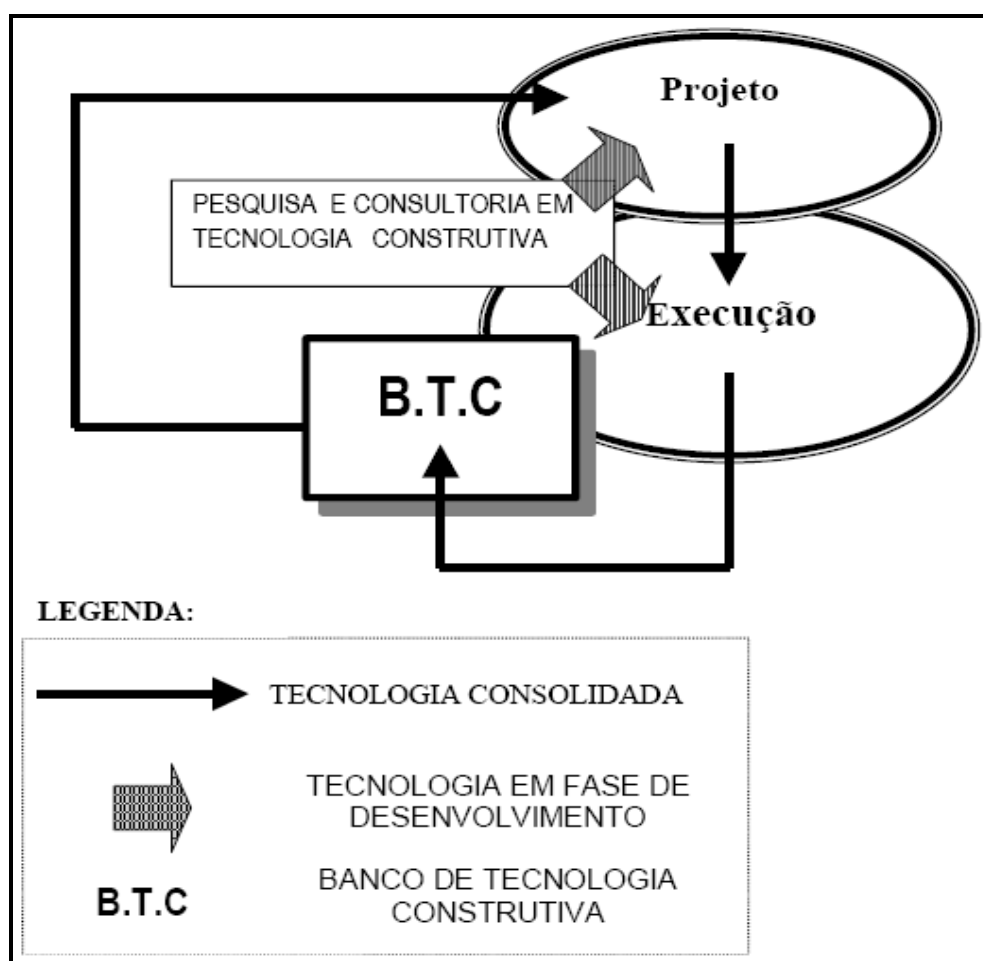 Projeto
PESQUISA E CONSULTORIA EM
TECNOLOGIA CONSTRUTIVA
Execução
B.T.C
LEGENDA:
TECNOLOGIA CONSOLIDADA
TECNOLOGIA EM FASE DE
DESENVOLVIMENTO
B.T.C
BANCO DE TECNOLOGIA
CONSTRUTIVA